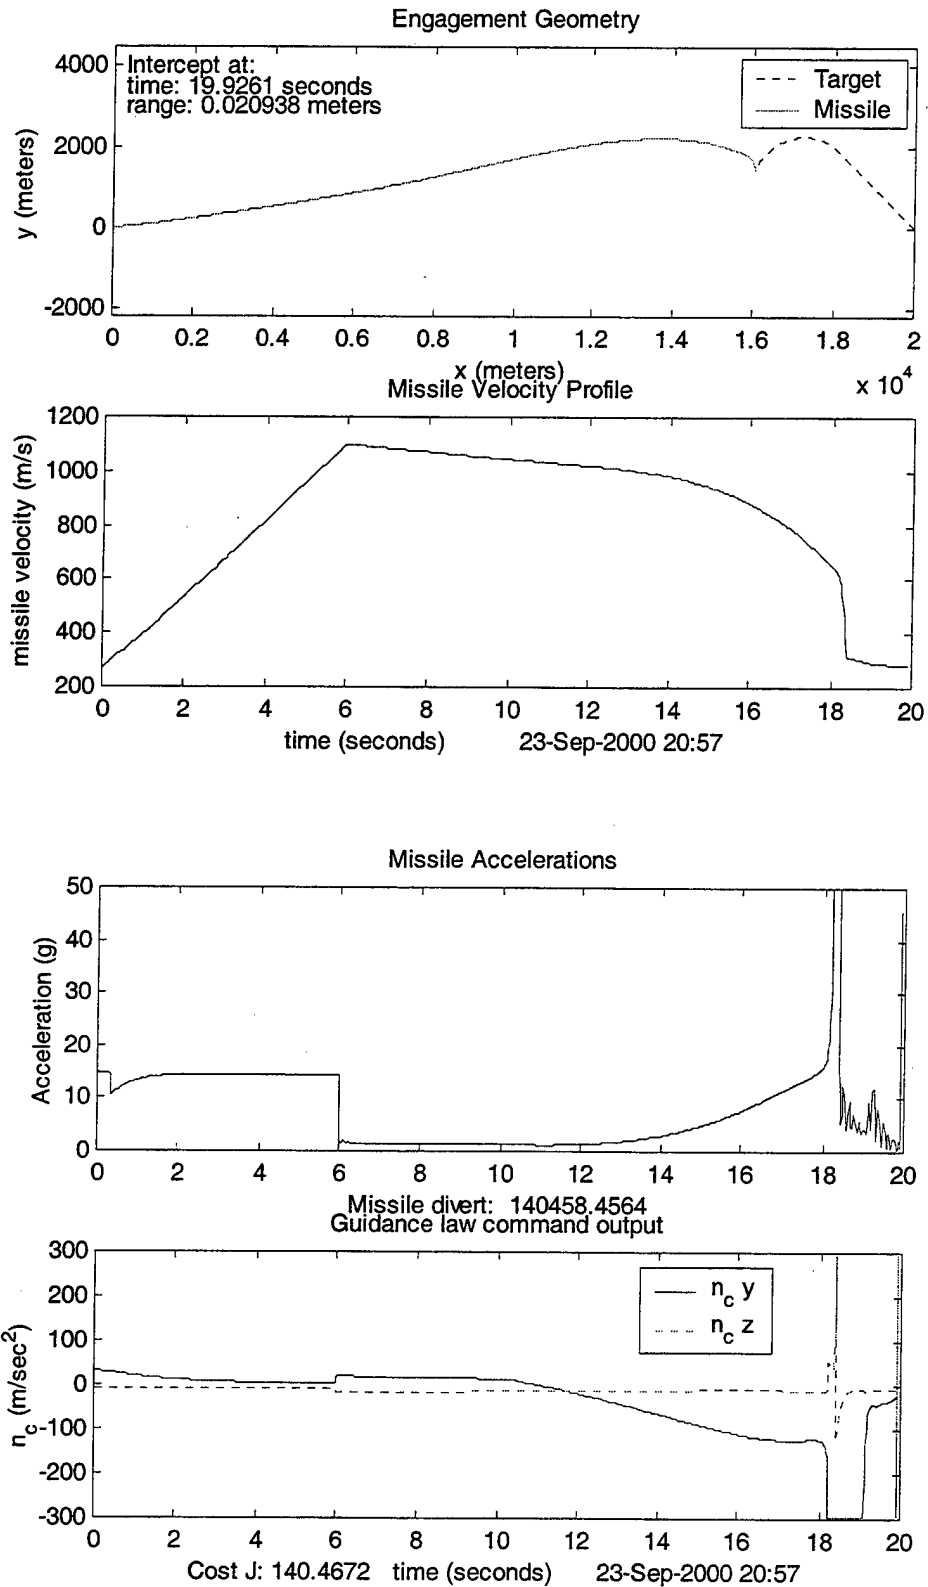 Engagement Geometry
4000
2000
0
-2000
y (meters)
Intercept at:
time: 19.9261 seconds
range: 0.020938 meters
Target
Missile
0 0.2 0.4 0.6 0.8 1 1.2 1.4 1.6 1.8 2
x (meters)
x 10^4
Missile Velocity Profile
1200
1000
800
600
400
200
missile velocity (m/s)
0 2 4 6 8 10 12 14 16 18 20
time (seconds) 23-Sep-2000 20:57
Missile Accelerations
50
40
30
20
10
0
Acceleration (g)
0 2 4 6 8 10 12 14 16 18 20
Missile divert: 140458.4564
Guidance law command output
300
200
100
0
-100
-200
-300
n_c (m/sec^2)
n_c y
n_c z
0 2 4 6 8 10 12 14 16 18 20
Cost J: 140.4672 time (seconds) 23-Sep-2000 20:57